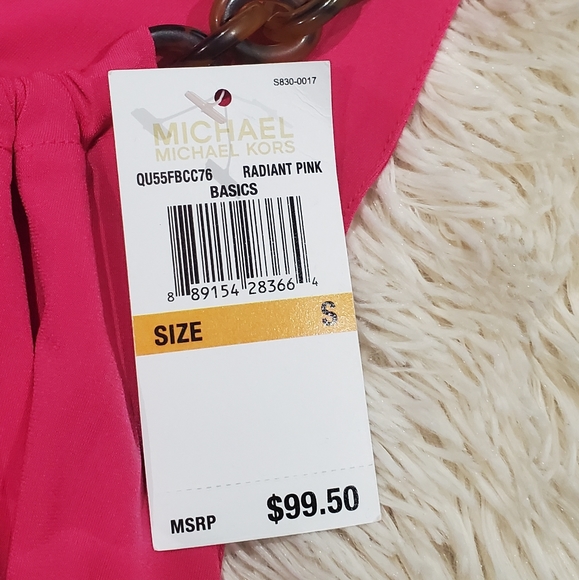 S830-0017
MICHAEL
MICHAEL KORS
QU55FBCC76 RADIANT PINK
BASICS
8 89154 28366 4
SIZE S
MSRP $99.50